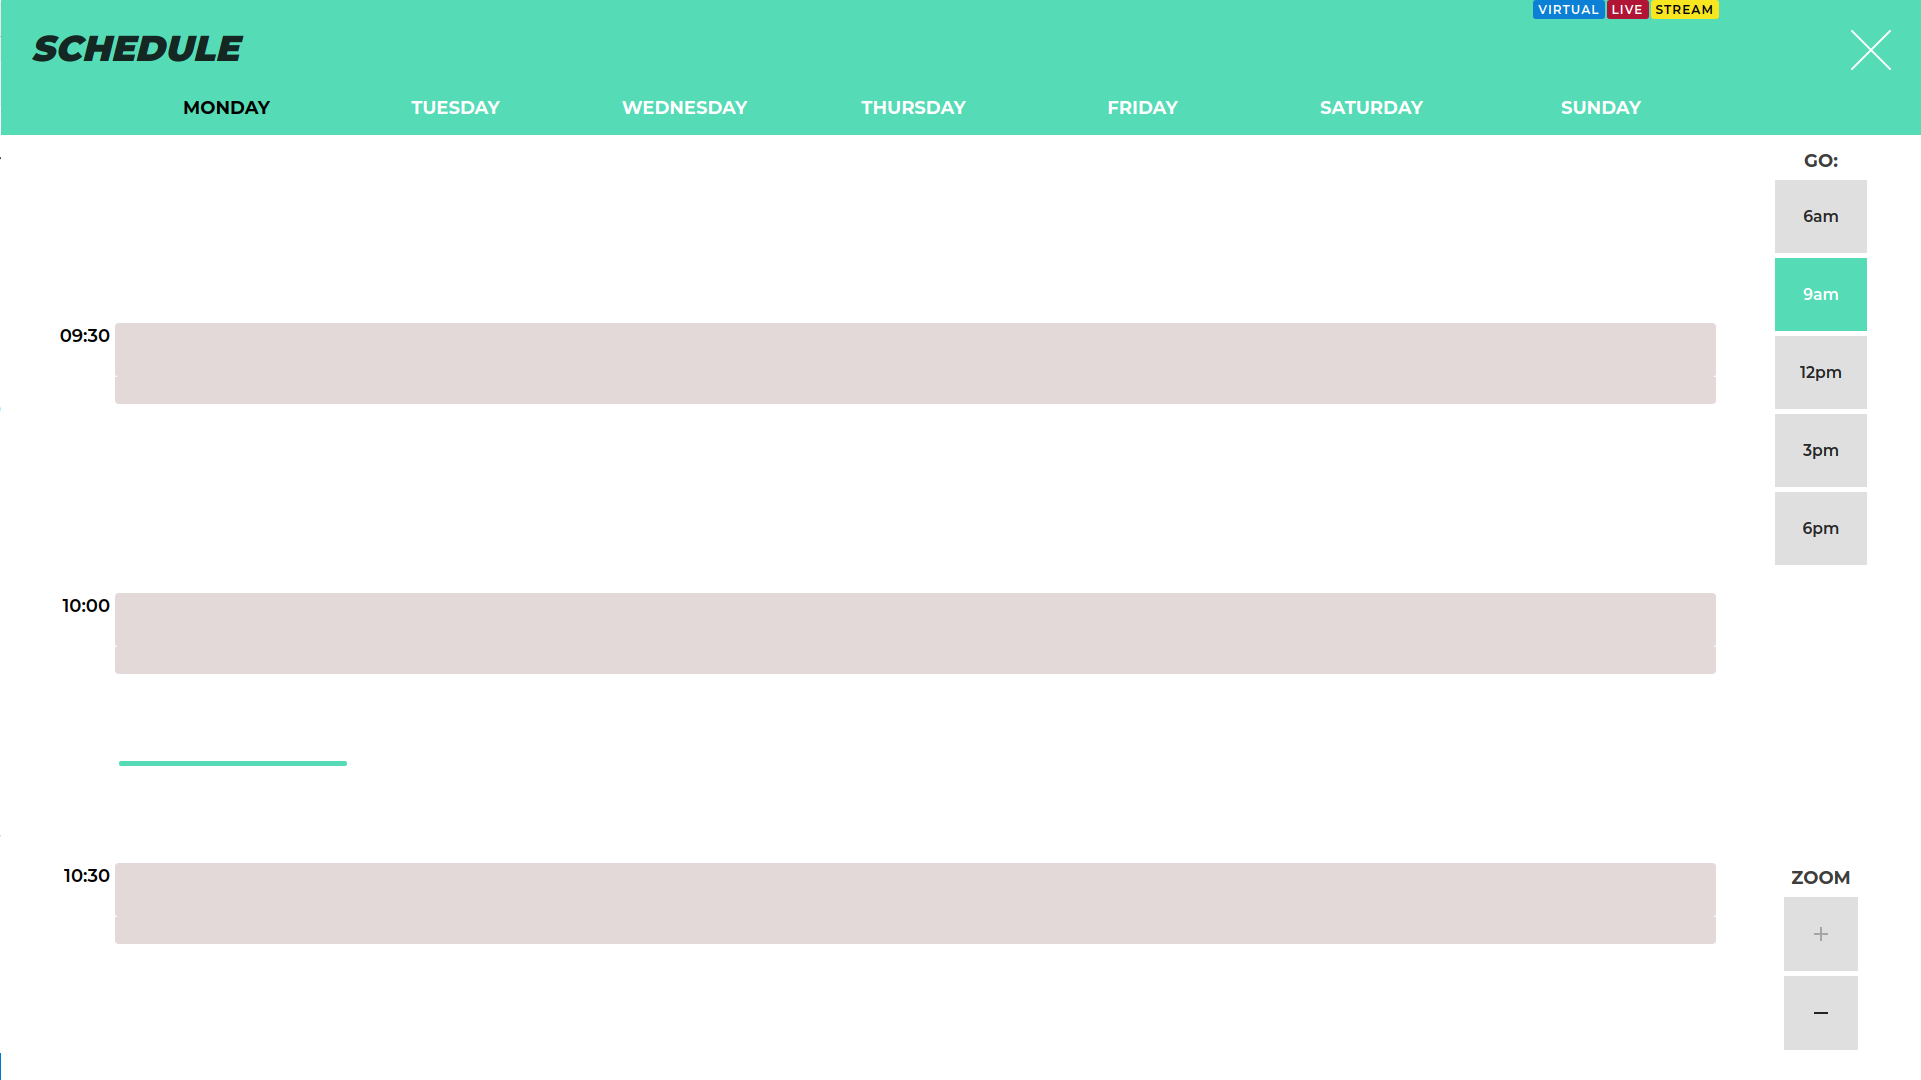 VIRTUAL LIVE STREAM
SCHEDULE
MONDAY TUESDAY WEDNESDAY THURSDAY FRIDAY SATURDAY SUNDAY
GO:
6am
9am
09:30
12pm
3pm
6pm
10:00
10:30
ZOOM
+
−